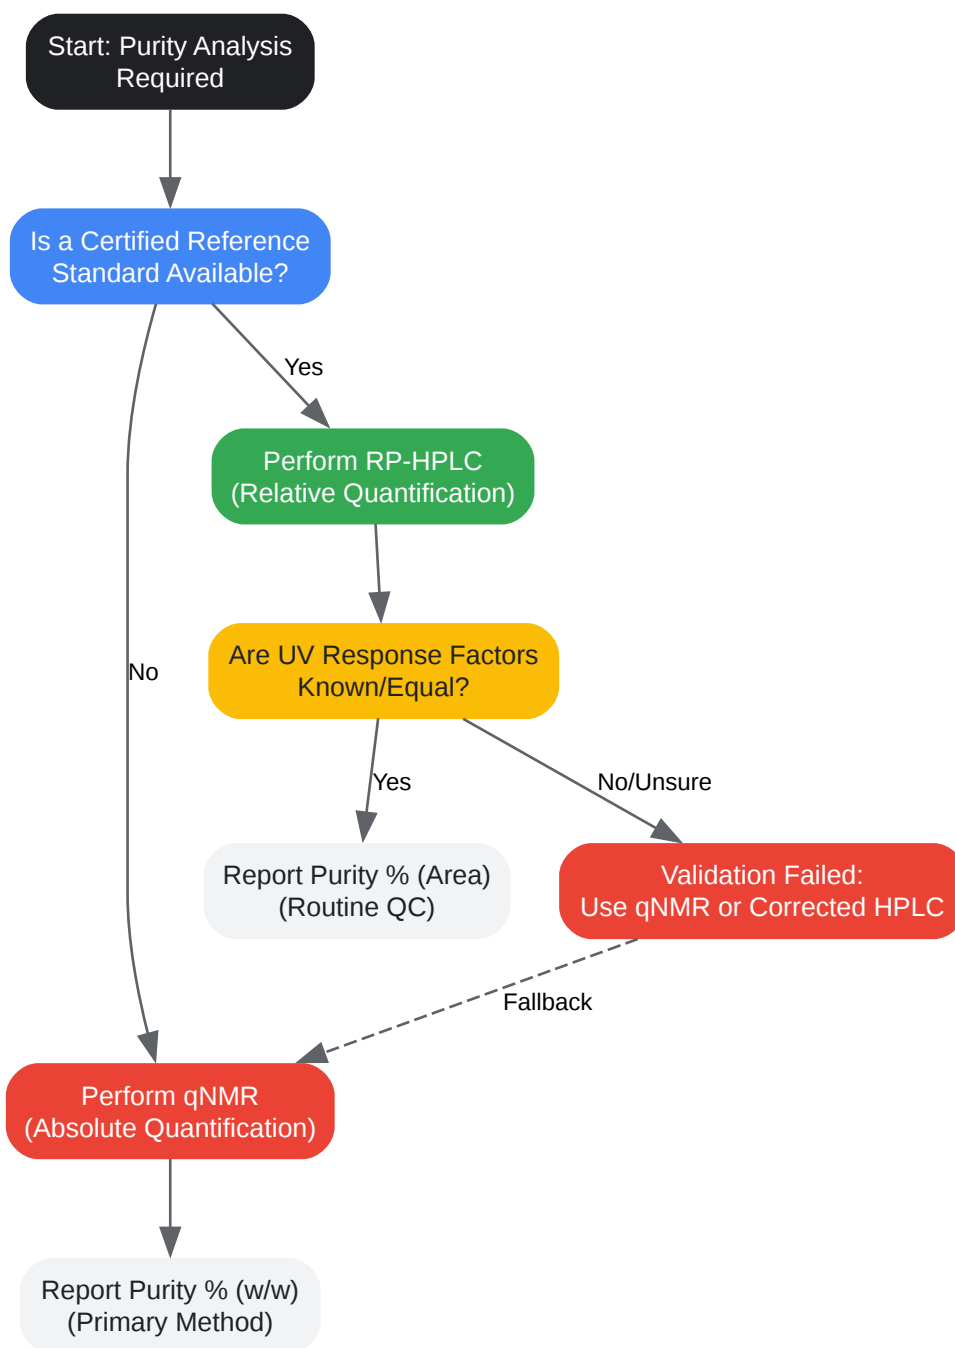 Start: Purity Analysis
Required
Is a Certified Reference
Standard Available?
Yes
Perform RP-HPLC
(Relative Quantification)
Are UV Response Factors
Known/Equal?
No
Yes
No/Unsure
Report Purity % (Area)
(Routine QC)
Validation Failed:
Use qNMR or Corrected HPLC
Fallback
Perform qNMR
(Absolute Quantification)
Report Purity % (w/w)
(Primary Method)